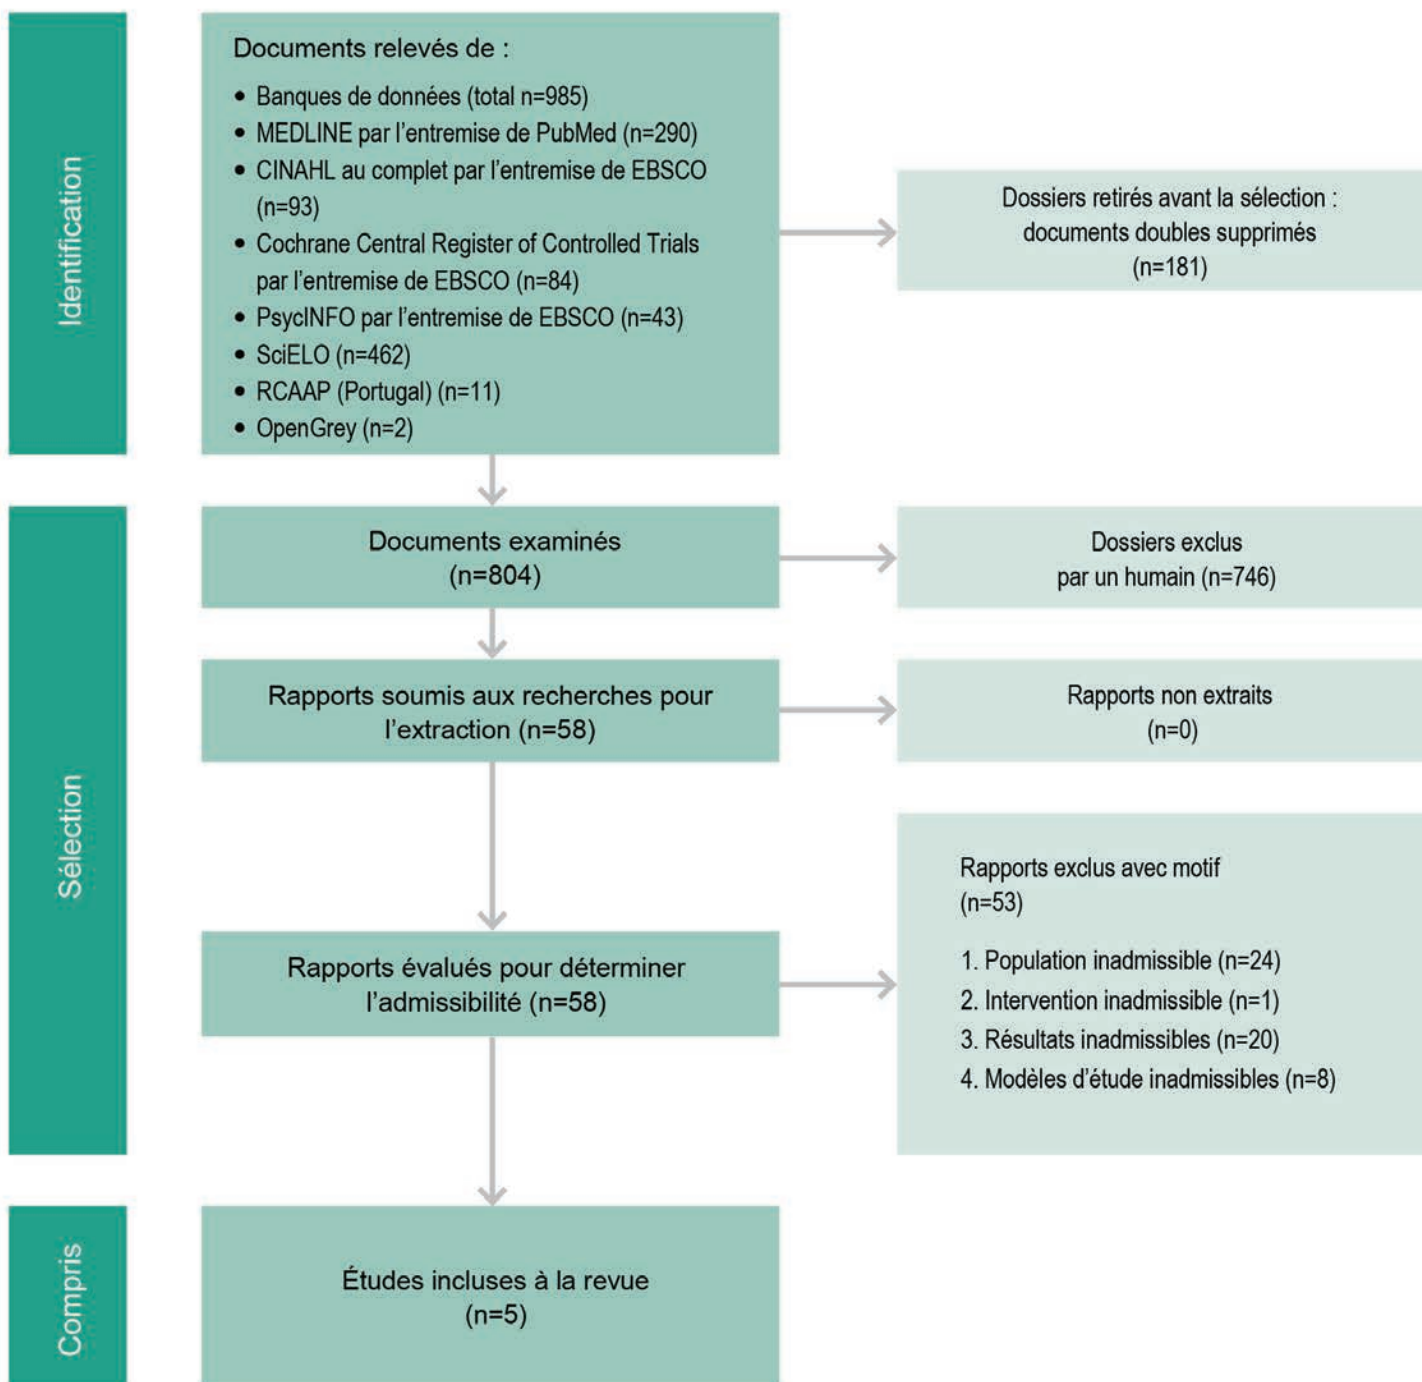 Identification
Documents relevés de :
• Banques de données (total n=985)
• MEDLINE par l’entremise de PubMed (n=290)
• CINAHL au complet par l’entremise de EBSCO
(n=93)
• Cochrane Central Register of Controlled Trials
par l’entremise de EBSCO (n=84)
• PsycINFO par l’entremise de EBSCO (n=43)
• SciELO (n=462)
• RCAAP (Portugal) (n=11)
• OpenGrey (n=2)
Dossiers retirés avant la sélection :
documents doubles supprimés
(n=181)
Sélection
Documents examinés
(n=804)
Dossiers exclus
par un humain (n=746)
Rapports soumis aux recherches pour
l’extraction (n=58)
Rapports non extraits
(n=0)
Rapports évalués pour déterminer
l’admissibilité (n=58)
Rapports exclus avec motif
(n=53)
1. Population inadmissible (n=24)
2. Intervention inadmissible (n=1)
3. Résultats inadmissibles (n=20)
4. Modèles d’étude inadmissibles (n=8)
Compris
Études incluses à la revue
(n=5)